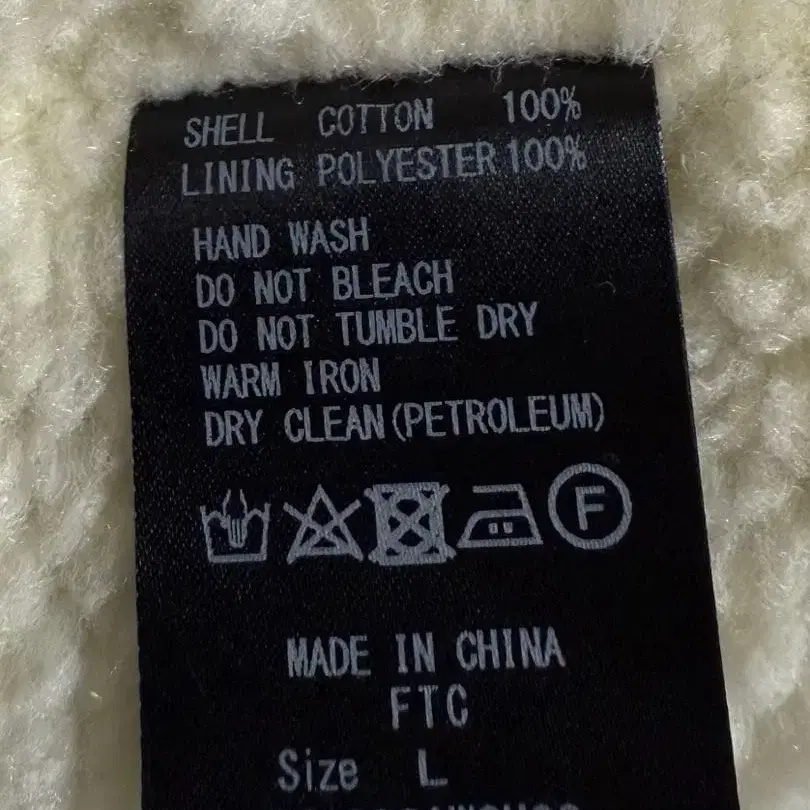 SHELL COTTON 100%
LINING POLYESTER 100%
HAND WASH
DO NOT BLEACH
DO NOT TUMBLE DRY
WARM IRON
DRY CLEAN(PETROLEUM)
F
MADE IN CHINA
FTC
Size L